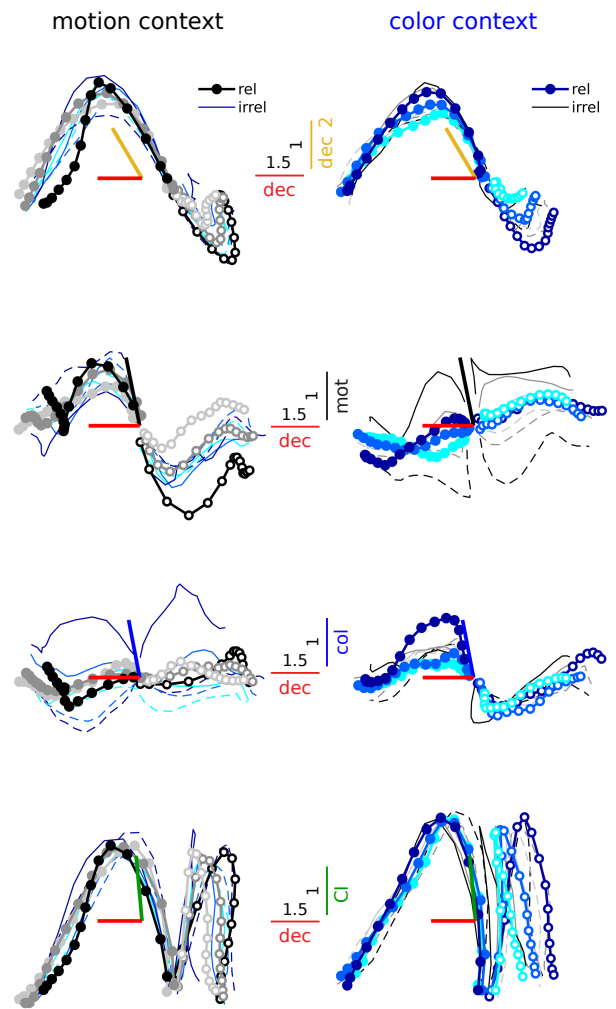 motion context
color context
rel
irrel
rel
irrel
1
1.5
dec 2
dec
1
1.5
mot
dec
1
1.5
col
dec
1
1.5
CI
dec